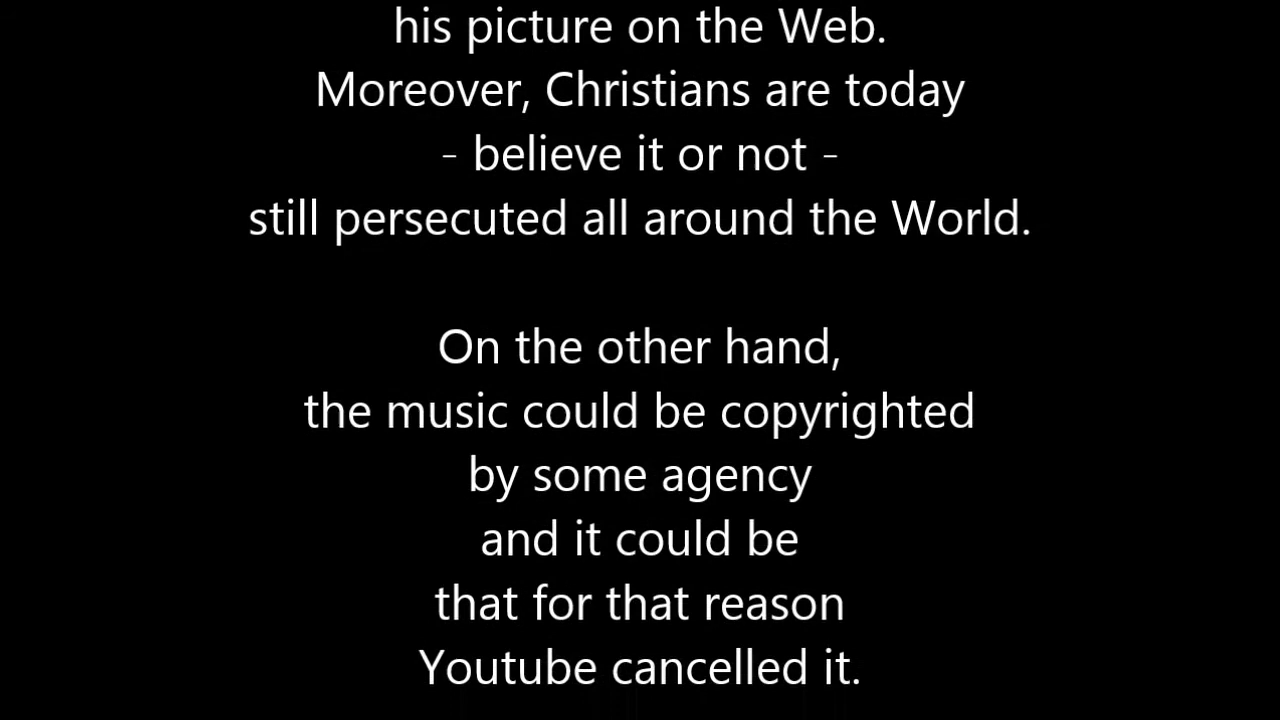 his picture on the Web.
Moreover, Christians are today
- believe it or not -
still persecuted all around the World.
On the other hand,
the music could be copyrighted
by some agency
and it could be
that for that reason
Youtube cancelled it.